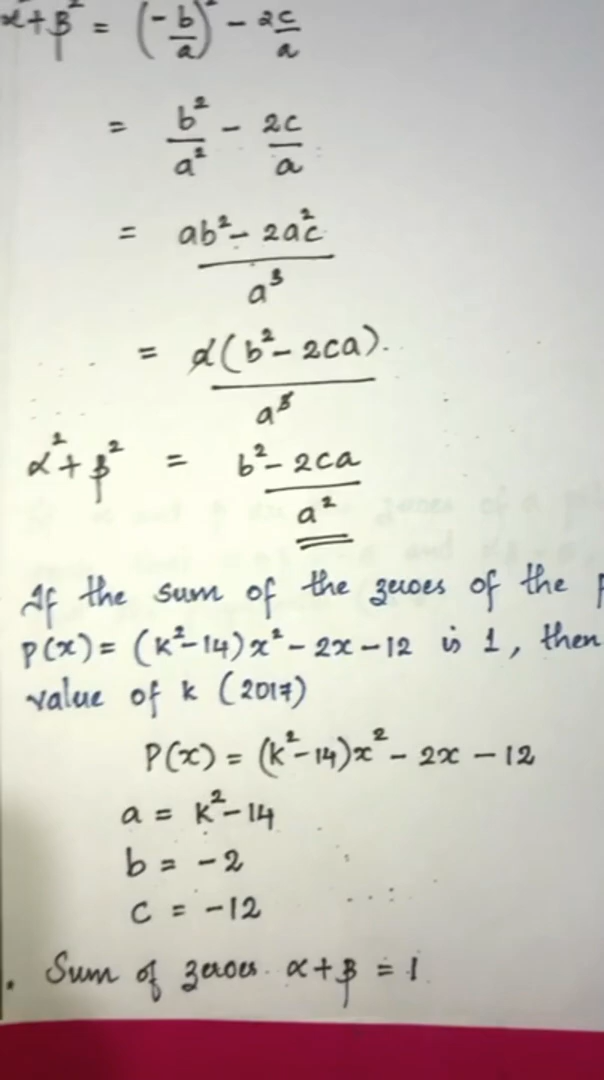 α²+β² = (-b/a)² - 2c/a
= b²/a² - 2c/a
= ab² - 2a²c / a³
= a(b² - 2ca). / a³
α²+β² = b² - 2ca / a²
If the sum of the zeroes of the
P(x) = (k²-14)x² - 2x - 12 is 1, then
value of k (2017)
P(x) = (k²-14)x² - 2x - 12
a = k²-14
b = -2
c = -12
. Sum of zeroes. α+β = 1